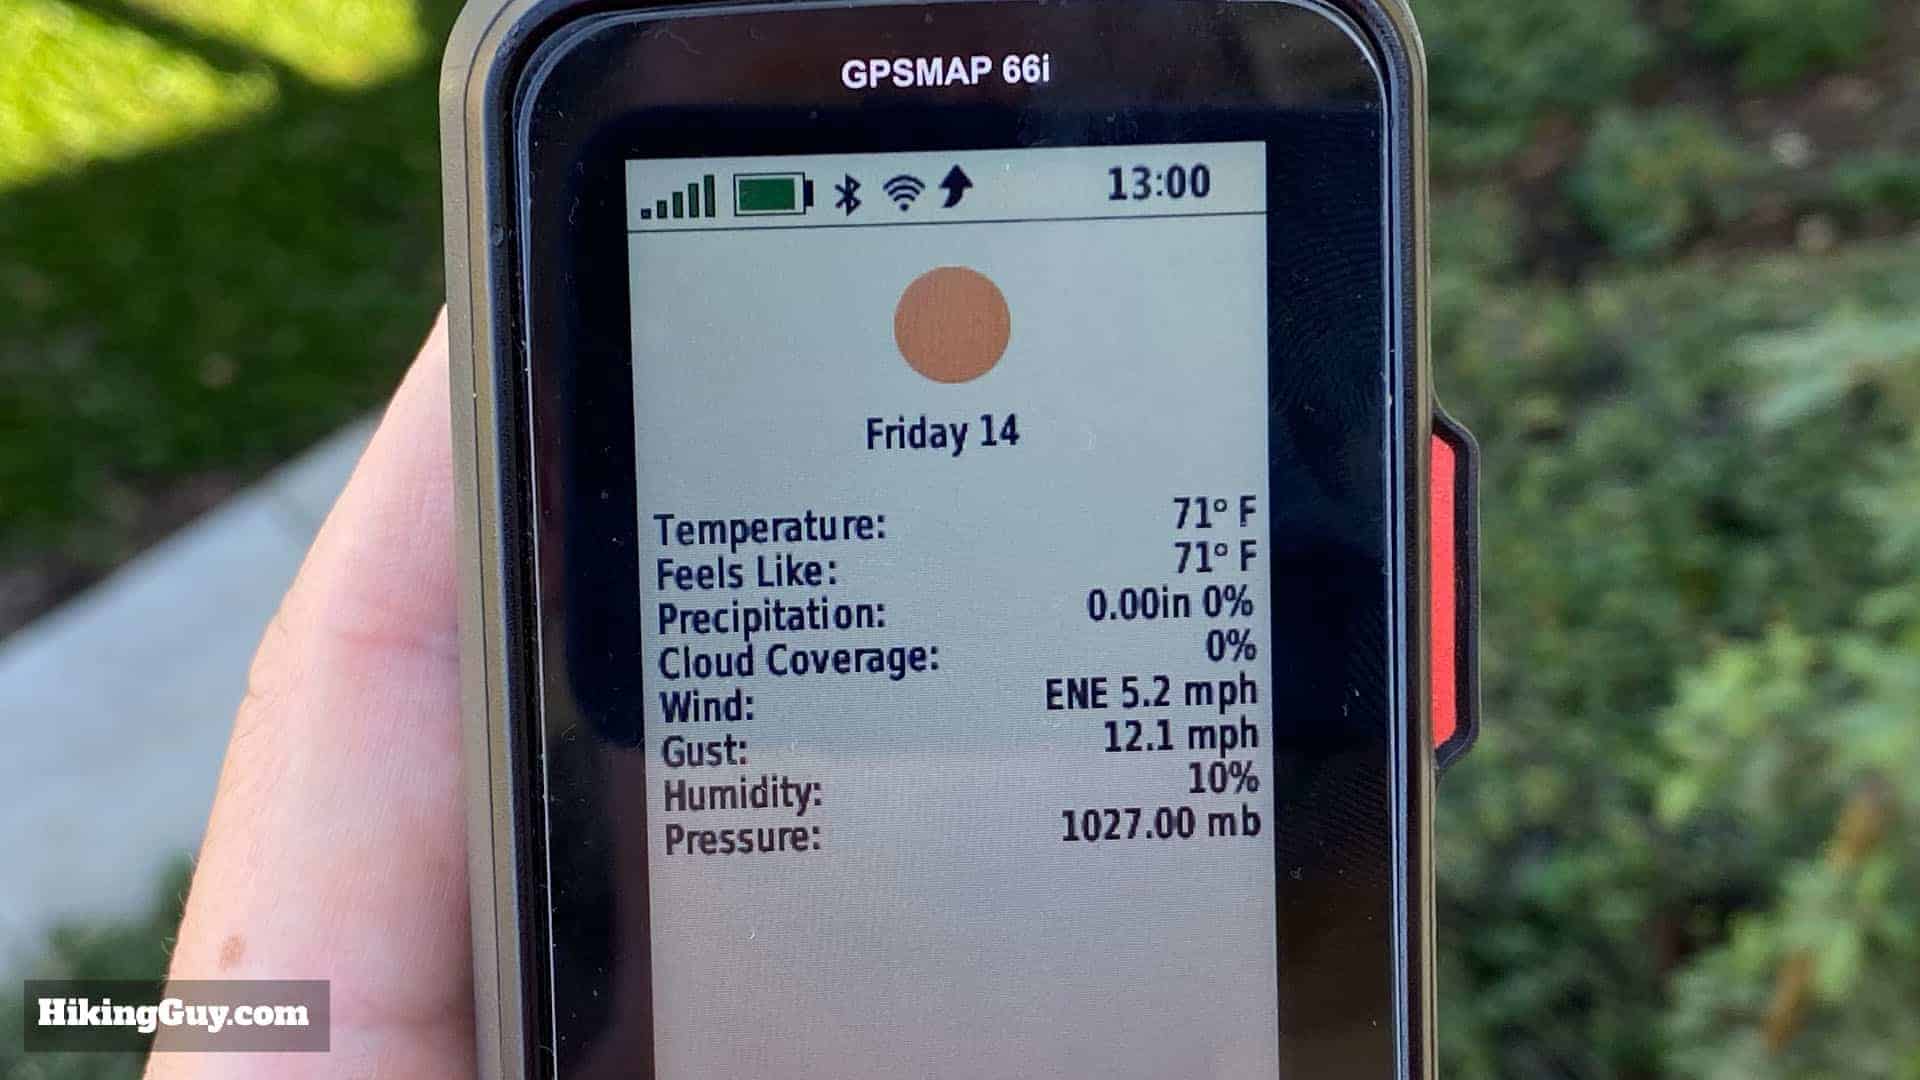 GPSMAP 66i
13:00
Friday 14
Temperature: 71° F
Feels Like: 71° F
Precipitation: 0.00in 0%
Cloud Coverage: 0%
Wind: ENE 5.2 mph
Gust: 12.1 mph
Humidity: 10%
Pressure: 1027.00 mb
HikingGuy.com